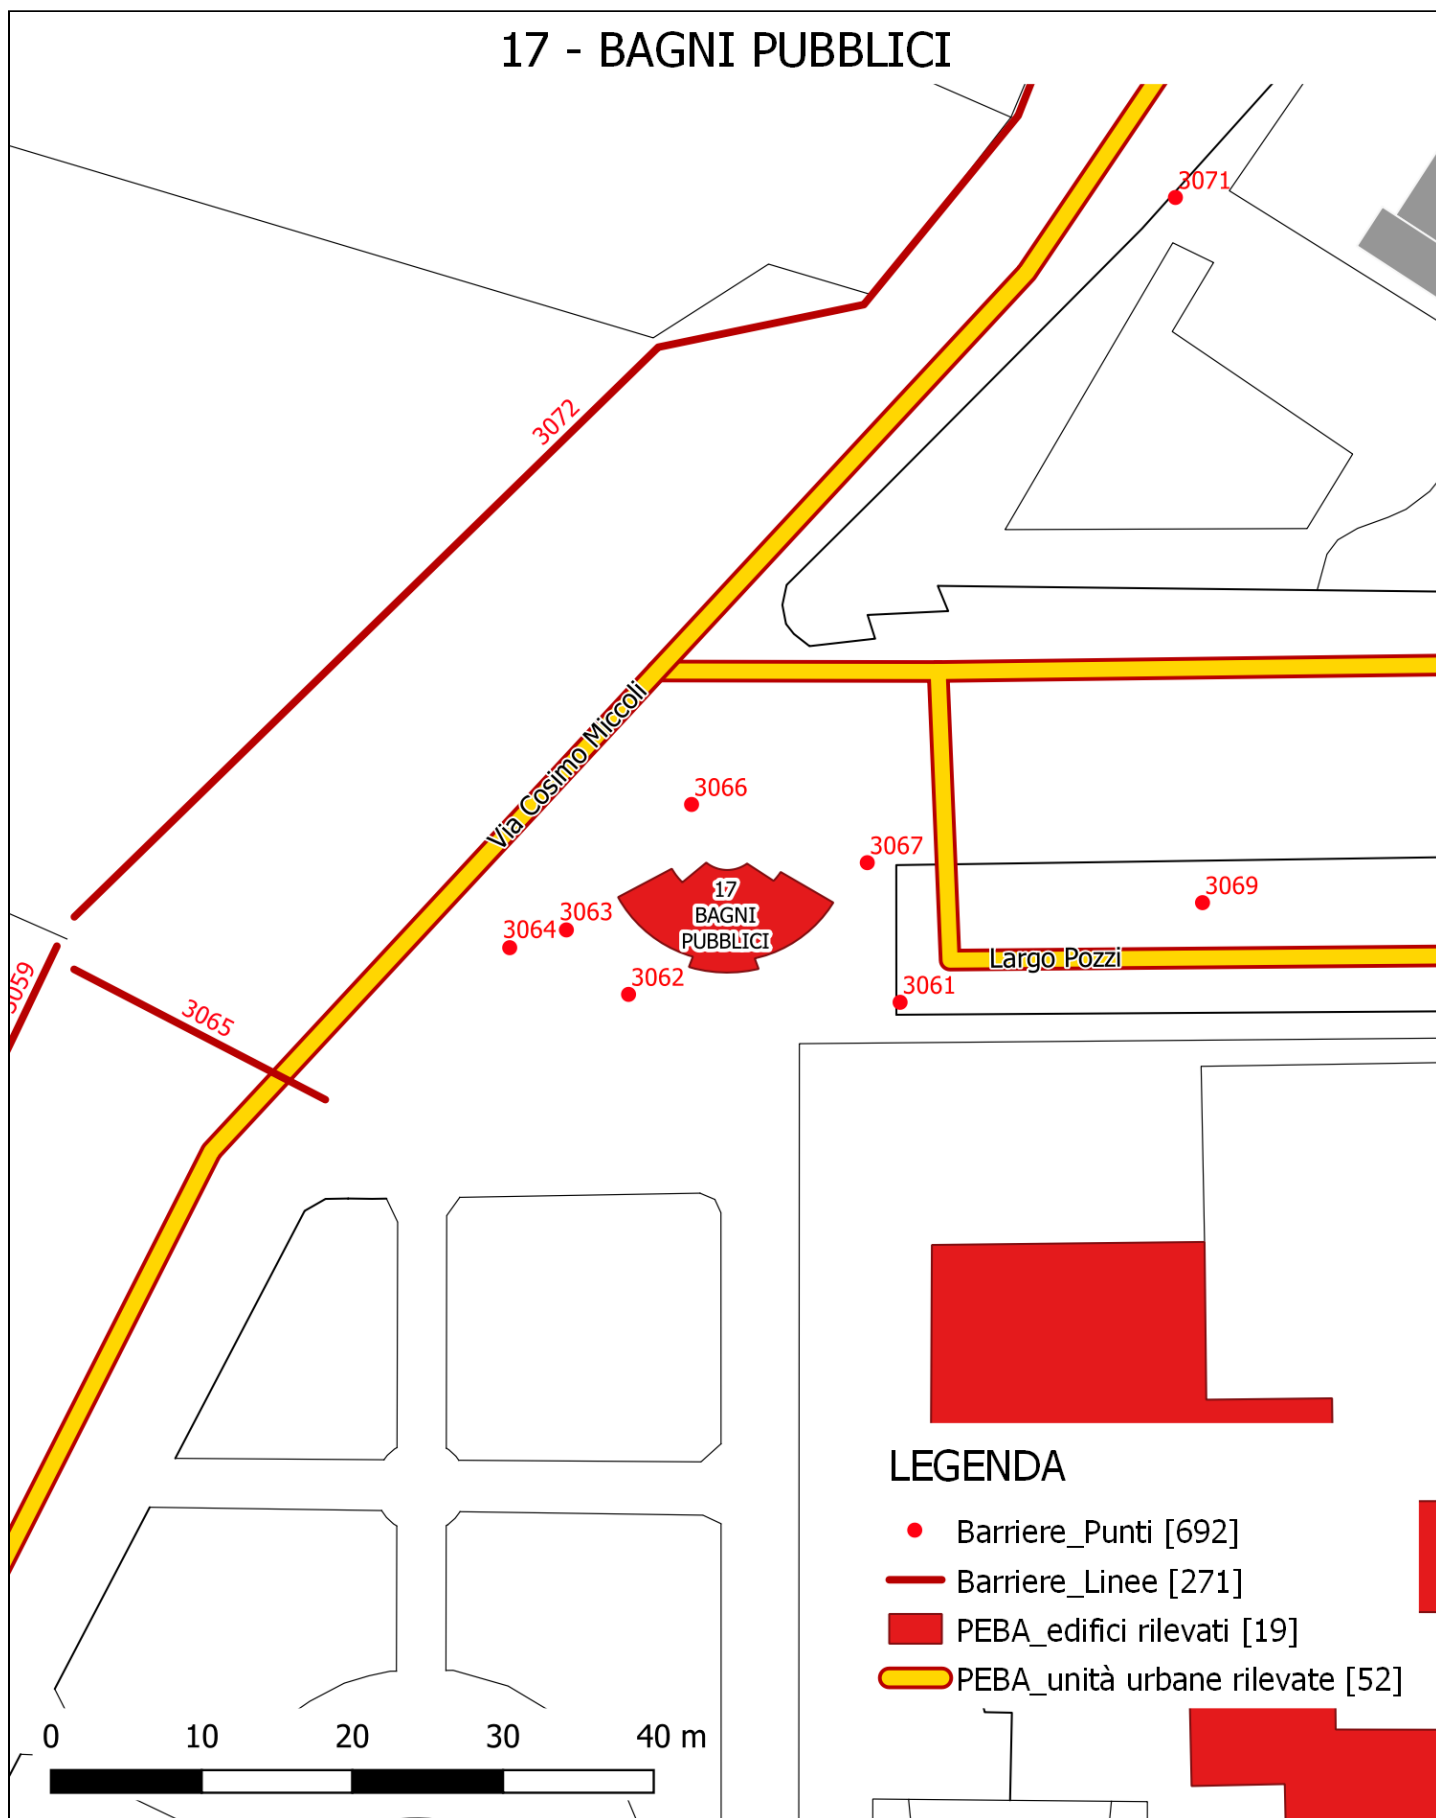 17 - BAGNI PUBBLICI
3071
3072
Via Cosimo Miccoli
3066
3067
17
BAGNI
PUBBLICI
3069
3063
3064
3062
Largo Pozzi
3061
3059
3065
LEGENDA
Barriere_Punti [692]
Barriere_Linee [271]
PEBA_edifici rilevati [19]
PEBA_unità urbane rilevate [52]
0 10 20 30 40 m